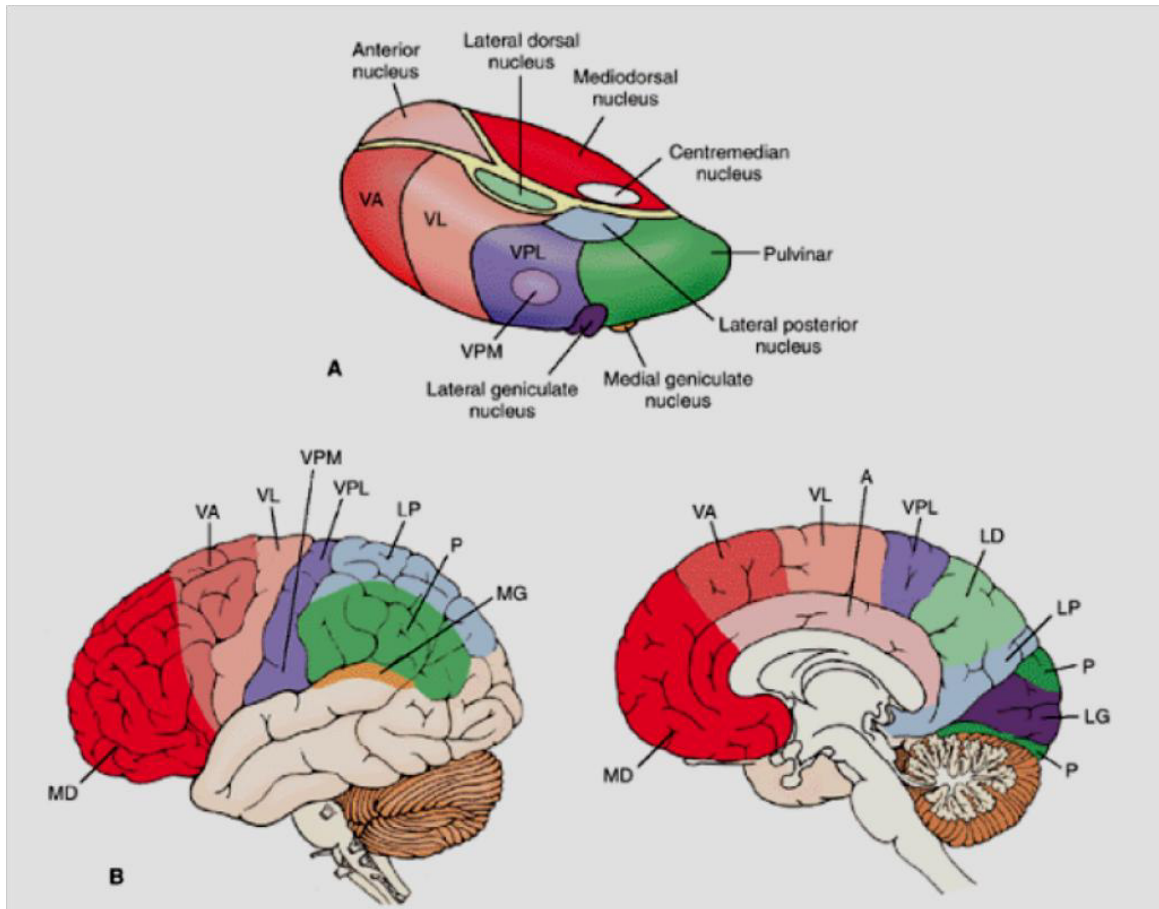 Anterior
nucleus
Lateral dorsal
nucleus
Mediodorsal
nucleus
Centremedian
nucleus
VA
VL
VPL
Pulvinar
Lateral posterior
nucleus
VPM
Lateral geniculate
nucleus
Medial geniculate
nucleus
A
VPM
VA
VL
VPL
LP
P
MG
MD
B
VA
VL
A
VPL
LD
LP
P
LG
P
MD